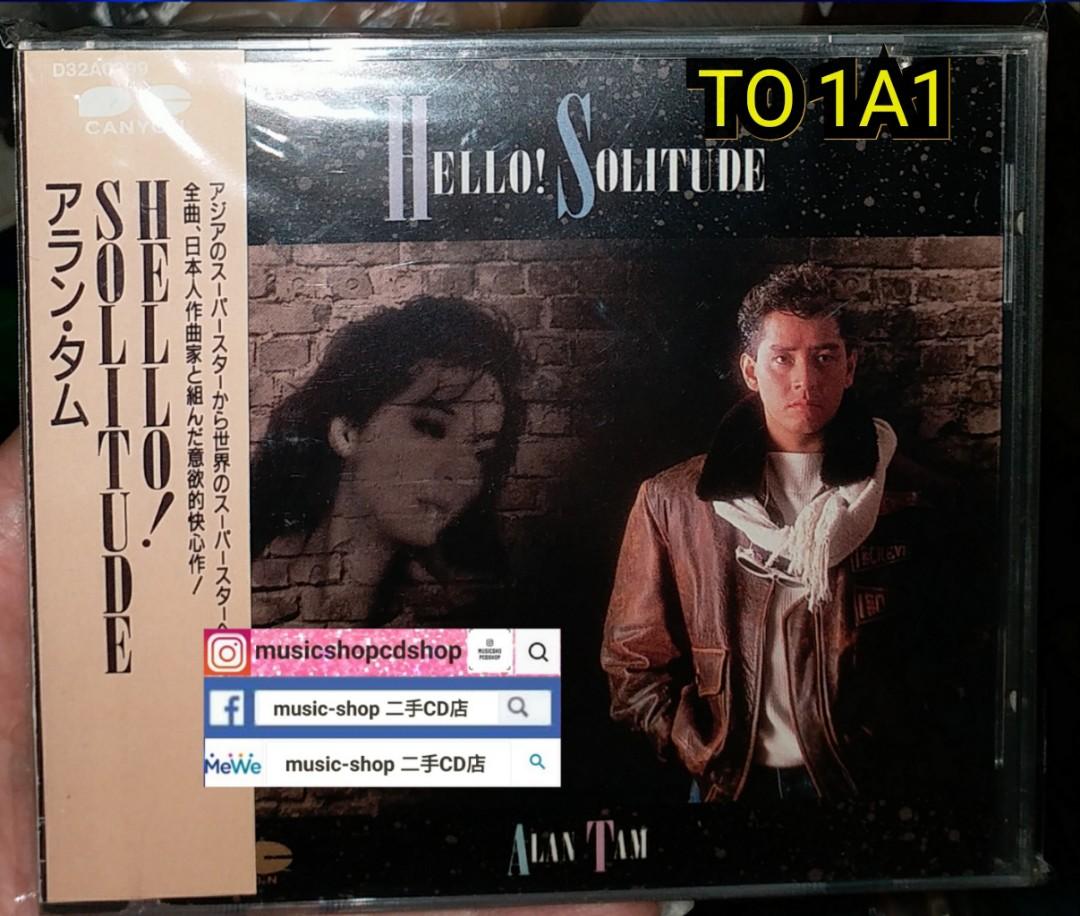 TO 1A1
CANYON
HELLO! SOLITUDE
アジアのスーパースターから世界のスーパースターへ
全曲、日本人作曲家と組んだ意欲的快心作!
HELLO!
SOLITUDE
アラン・タム
musicshopcdshop
music-shop 二手CD店
MeWe
music-shop 二手CD店
ALAN TAM